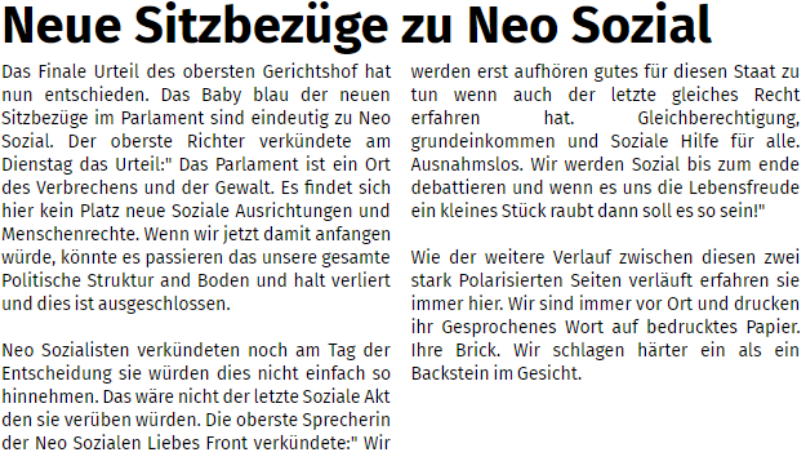 Neue Sitzbezüge zu Neo Sozial
Das Finale Urteil des obersten Gerichtshof hat
nun entschieden. Das Baby blau der neuen
Sitzbezüge im Parlament sind eindeutig zu Neo
Sozial. Der oberste Richter verkündete am
Dienstag das Urteil:" Das Parlament ist ein Ort
des Verbrechens und der Gewalt. Es findet sich
hier kein Platz neue Soziale Ausrichtungen und
Menschenrechte. Wenn wir jetzt damit anfangen
würde, könnte es passieren das unsere gesamte
Politische Struktur and Boden und halt verliert
und dies ist ausgeschlossen.

Neo Sozialisten verkündeten noch am Tag der
Entscheidung sie würden dies nicht einfach so
hinnehmen. Das wäre nicht der letzte Soziale Akt
den sie verüben würden. Die oberste Sprecherin
der Neo Sozialen Liebes Front verkündete:" Wir
werden erst aufhören gutes für diesen Staat zu
tun wenn auch der letzte gleiches Recht
erfahren hat. Gleichberechtigung,
grundeinkommen und Soziale Hilfe für alle.
Ausnahmslos. Wir werden Sozial bis zum ende
debattieren und wenn es uns die Lebensfreude
ein kleines Stück raubt dann soll es so sein!"

Wie der weitere Verlauf zwischen diesen zwei
stark Polarisierten Seiten verläuft erfahren sie
immer hier. Wir sind immer vor Ort und drucken
ihr Gesprochenes Wort auf bedrucktes Papier.
Ihre Brick. Wir schlagen härter ein als ein
Backstein im Gesicht.